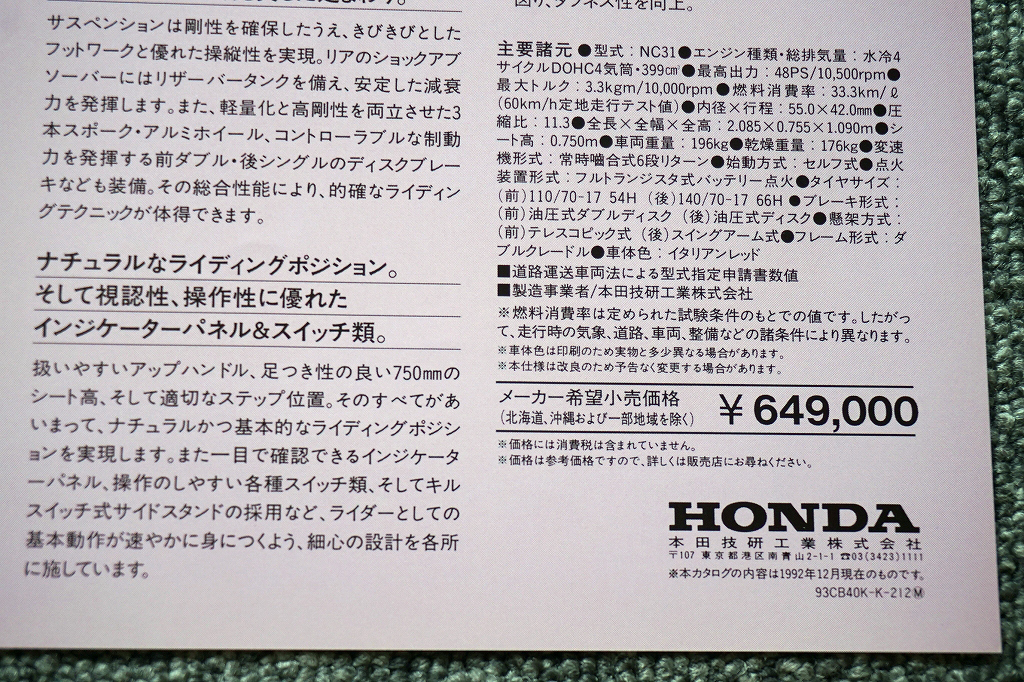 サスペンションは剛性を確保したうえ、きびきびとした
フットワークと優れた操縦性を実現。リアのショックアブ
ソーバーにはリザーバータンクを備え、安定した減衰
力を発揮します。また、軽量化と高剛性を両立させた3
本スポーク・アルミホイール、コントローラブルな制動
力を発揮する前ダブル・後シングルのディスクブレー
キなども装備。その総合性能により、的確なライディン
グテクニックが体得できます。
ナチュラルなライディングポジション。
そして視認性、操作性に優れた
インジケーターパネル&スイッチ類。
扱いやすいアップハンドル、足つき性の良い750mmの
シート高、そして適切なステップ位置。そのすべてがあ
いまって、ナチュラルかつ基本的なライディングポジシ
ョンを実現します。また一目で確認できるインジケータ
ーパネル、操作のしやすい各種スイッチ類、そしてキル
スイッチ式サイドスタンドの採用など、ライダーとしての
基本動作が速やかに身につくよう、細心の設計を各所
に施しています。
図り、タフネス性を向上。
主要諸元 ●型式：NC31●エンジン種類・総排気量：水冷4
サイクルDOHC4気筒・399cm³●最高出力：48PS/10,500rpm●
最大トルク：3.3kgm/10,000rpm●燃料消費率：33.3km/ℓ
(60km/h定地走行テスト値)●内径×行程：55.0×42.0mm●圧
縮比：11.3●全長×全幅×全高：2.085×0.755×1.090m●シ
ート高：0.750m●車両重量：196kg●乾燥重量：176kg●変速
機形式：常時噛合式6段リターン●始動方式：セルフ式●点火
装置形式：フルトランジスタ式バッテリー点火●タイヤサイズ：
(前)110/70-17 54H (後)140/70-17 66H●ブレーキ形式：
(前)油圧式ダブルディスク (後)油圧式ディスク●懸架方式：
(前)テレスコピック式 (後)スイングアーム式●フレーム形式：ダ
ブルクレードル●車体色：イタリアンレッド
■道路運送車両法による型式指定申請書数値
■製造事業者/本田技研工業株式会社
※燃料消費率は定められた試験条件のもとでの値です。したがっ
て、走行時の気象、道路、車両、整備などの諸条件により異なります。
※車体色は印刷のため実物と多少異なる場合があります。
※本仕様は改良のため予告なく変更する場合があります。
メーカー希望小売価格
(北海道、沖縄および一部地域を除く)
￥649,000
※価格には消費税は含まれていません。
※価格は参考価格ですので、詳しくは販売店にお尋ねください。
HONDA
本田技研工業株式会社
〒107 東京都港区南青山2-1-1 ☎03(3423)1111
※本カタログの内容は1992年12月現在のものです。
93CB40K-K-212Ⓜ